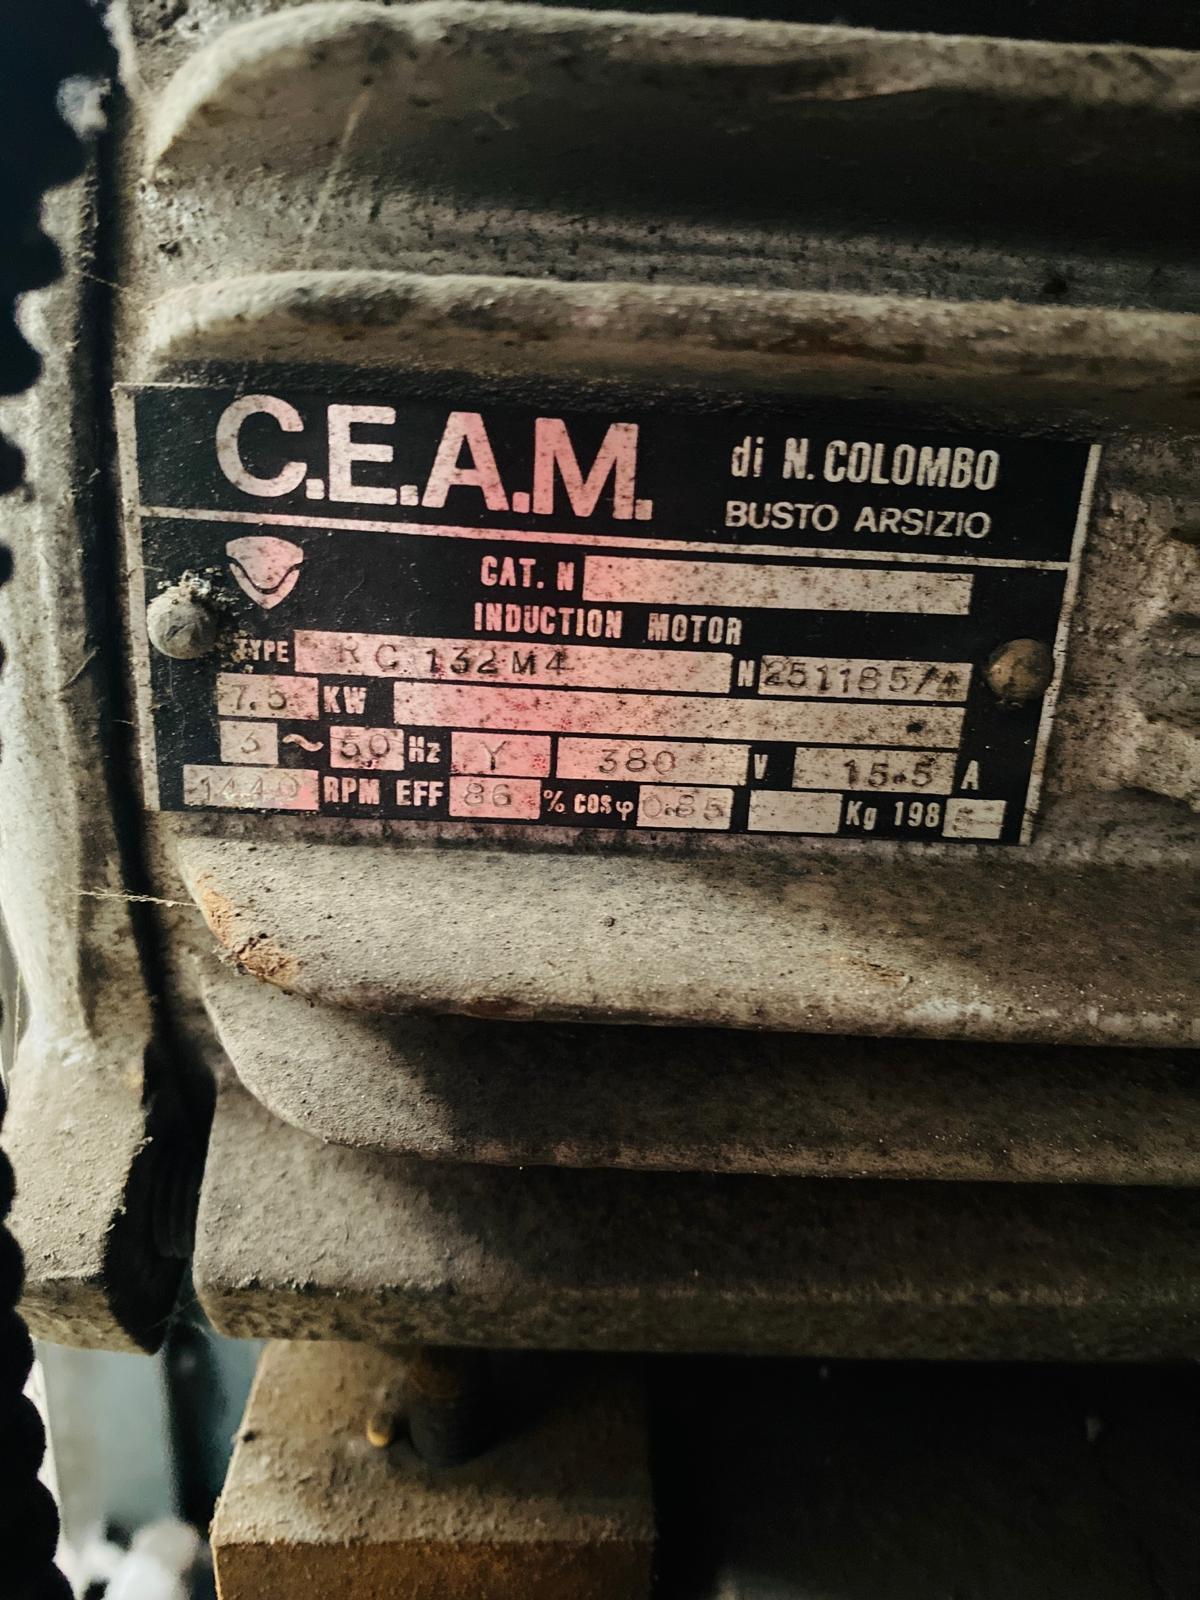 C.E.A.M. di N. COLOMBO
BUSTO ARSIZIO
CAT. N
INDUCTION MOTOR
TYPE RC 132M4 N 251185/4
7.5 KW
3 ~ 50 Hz Y 380 V 15.5 A
1440 RPM EFF 86 % COSφ 0.85 Kg 198